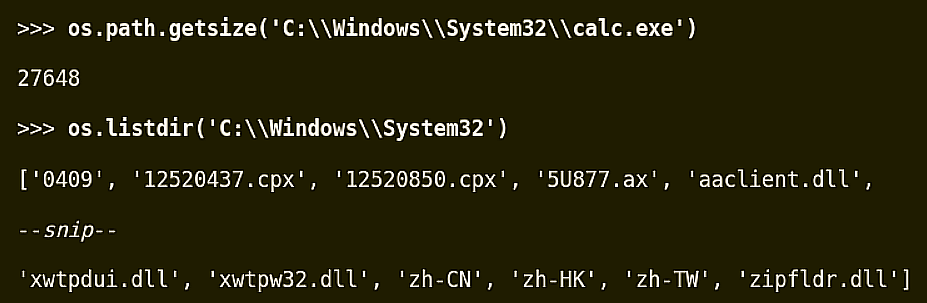 >>> os.path.getsize('C:\\Windows\\System32\\calc.exe')
27648
>>> os.listdir('C:\\Windows\\System32')
['0409', '12520437.cpx', '12520850.cpx', '5U877.ax', 'aaclient.dll',
--snip--
'xwtpdui.dll', 'xwtpw32.dll', 'zh-CN', 'zh-HK', 'zh-TW', 'zipfldr.dll']